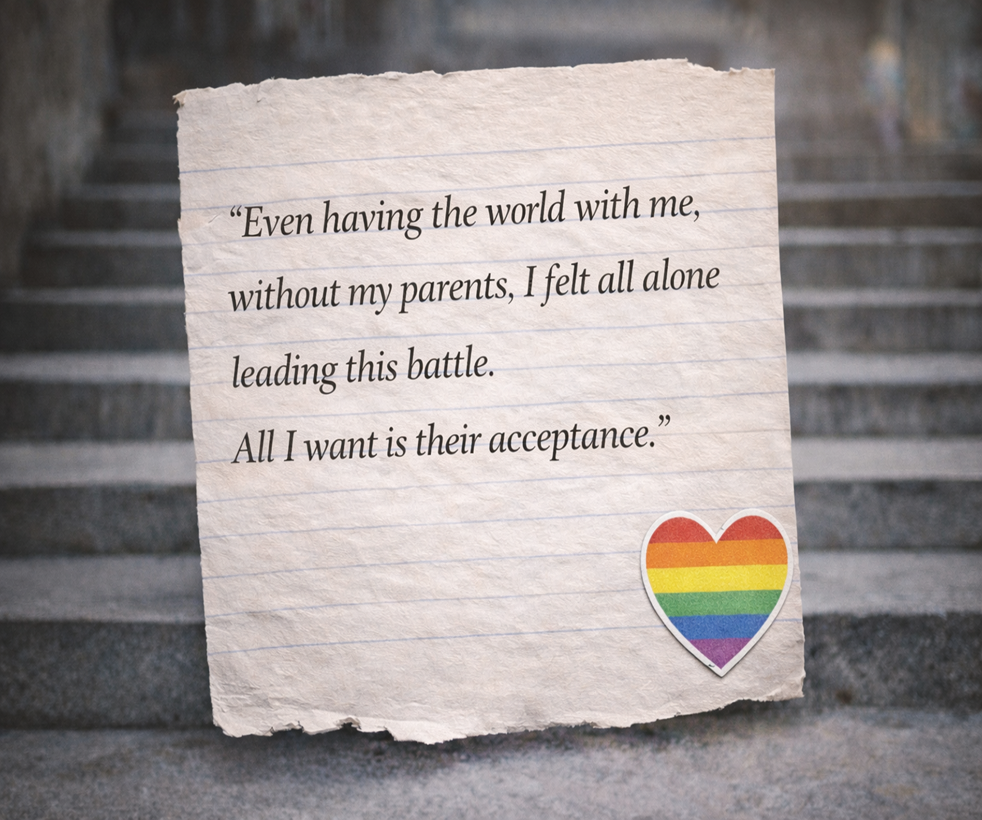 “Even having the world with me,
without my parents, I felt all alone
leading this battle.
All I want is their acceptance.”